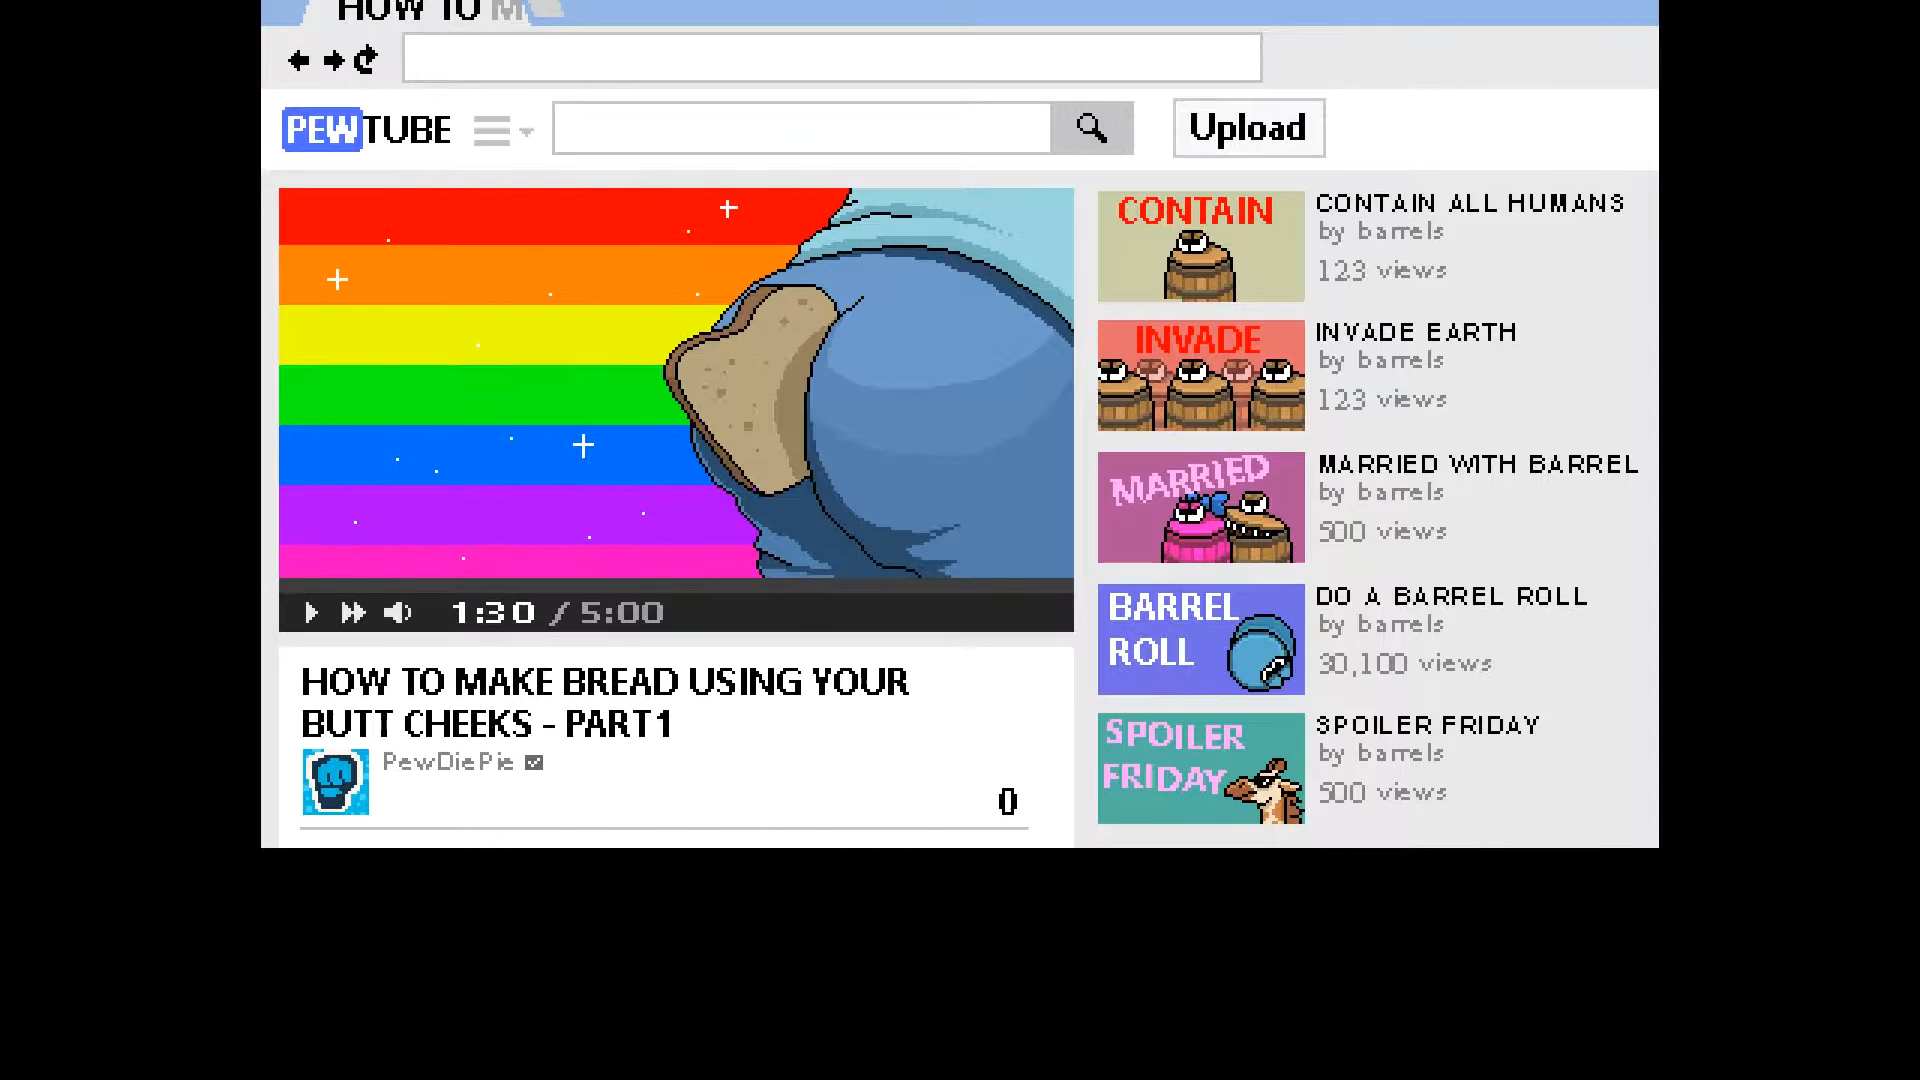 HOW TO M
PEWTUBE
Upload
CONTAIN
CONTAIN ALL HUMANS
by barrels
123 views
INVADE
INVADE EARTH
by barrels
123 views
MARRIED
MARRIED WITH BARREL
by barrels
500 views
BARREL
ROLL
DO A BARREL ROLL
by barrels
30,100 views
SPOILER
FRIDAY
SPOILER FRIDAY
by barrels
500 views
1:30 / 5:00
HOW TO MAKE BREAD USING YOUR
BUTT CHEEKS - PART1
PewDiePie
0